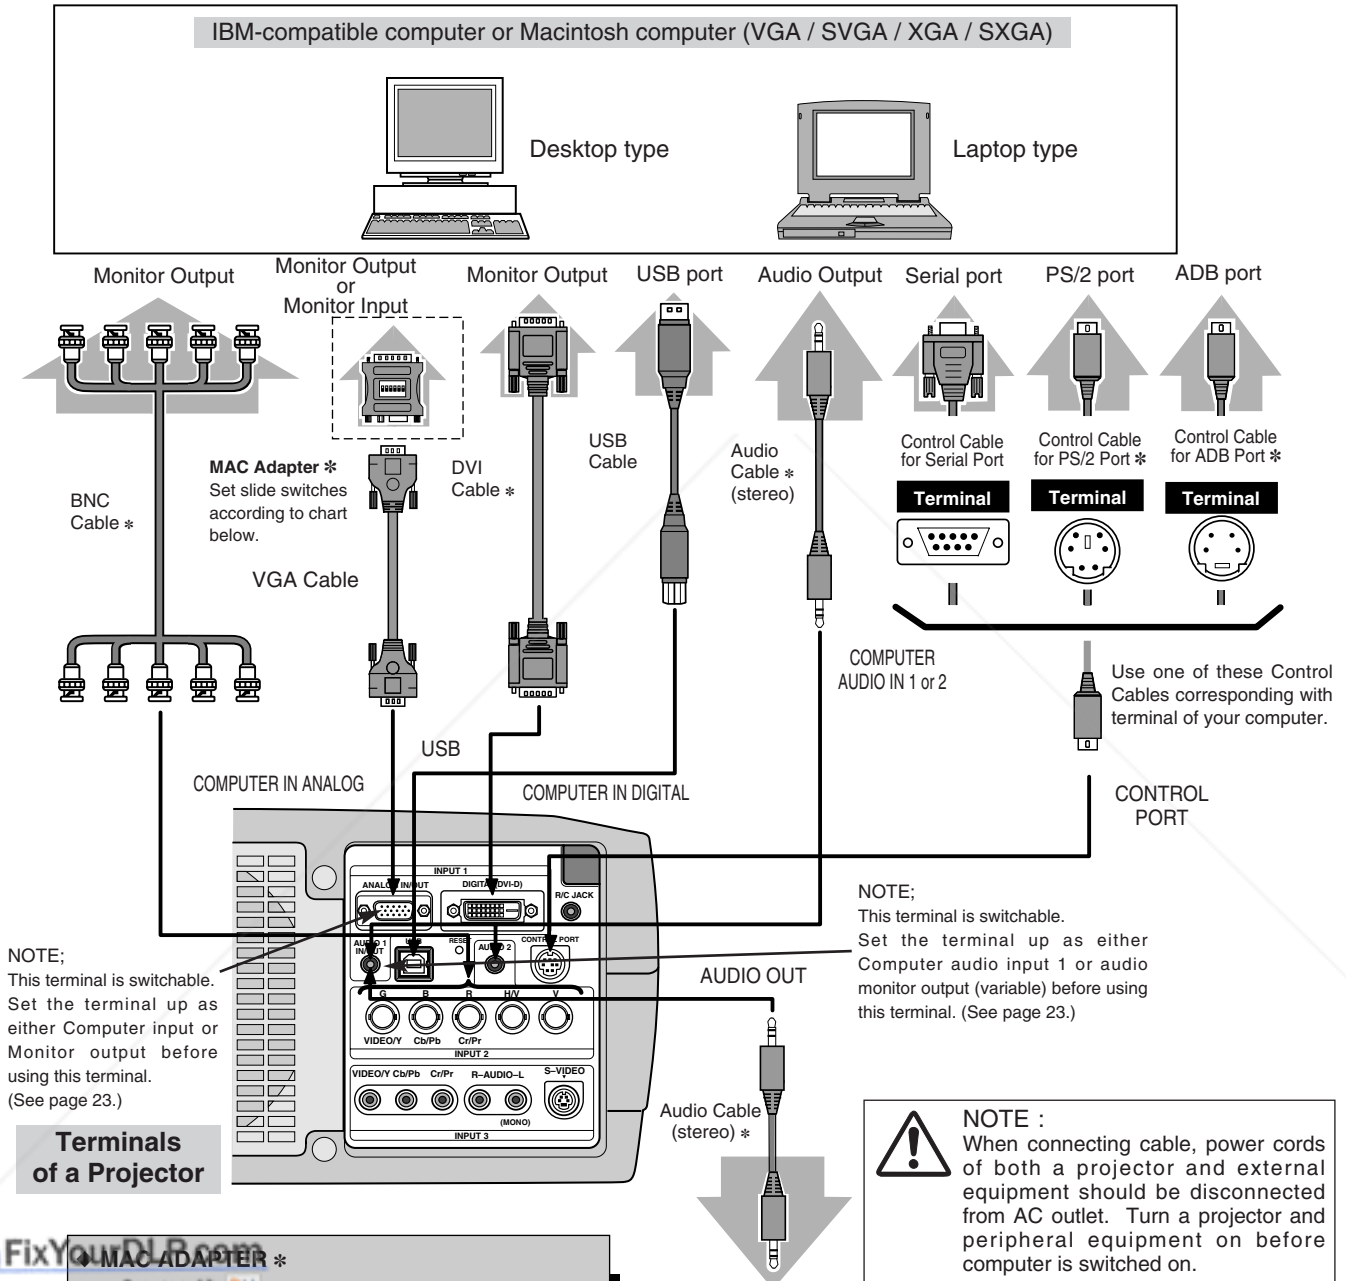 IBM-compatible computer or Macintosh computer (VGA / SVGA / XGA / SXGA)
Desktop type
Laptop type
Monitor Output
Monitor Output
or
Monitor Input
Monitor Output
USB port
Audio Output
Serial port
PS/2 port
ADB port
BNC
Cable *
MAC Adapter *
Set slide switches
according to chart
below.
VGA Cable
DVI
Cable *
USB
Cable
Audio
Cable *
(stereo)
Control Cable
for Serial Port
Control Cable
for PS/2 Port *
Control Cable
for ADB Port *
Terminal
Terminal
Terminal
COMPUTER
AUDIO IN 1 or 2
Use one of these Control
Cables corresponding with
terminal of your computer.
USB
COMPUTER IN ANALOG
COMPUTER IN DIGITAL
CONTROL
PORT
INPUT 1
ANALOG IN/OUT
DIGITAL (DVI-D)
R/C JACK
AUDIO 1
IN/OUT
USB
RESET
AUDIO 2
CONTROL PORT
G
B
R
H/V
V
VIDEO/Y
Cb/Pb
Cr/Pr
INPUT 2
VIDEO/Y Cb/Pb Cr/Pr
R–AUDIO–L
S–VIDEO
(MONO)
INPUT 3
NOTE;
This terminal is switchable.
Set the terminal up as
either Computer input or
Monitor output before
using this terminal.
(See page 23.)
NOTE;
This terminal is switchable.
Set the terminal up as either
Computer audio input 1 or audio
monitor output (variable) before using
this terminal. (See page 23.)
AUDIO OUT
Audio Cable
(stereo) *
Terminals
of a Projector
NOTE :
When connecting cable, power cords
of both a projector and external
equipment should be disconnected
from AC outlet. Turn a projector and
peripheral equipment on before
computer is switched on.
FixYourDLP.com
MAC ADAPTER *